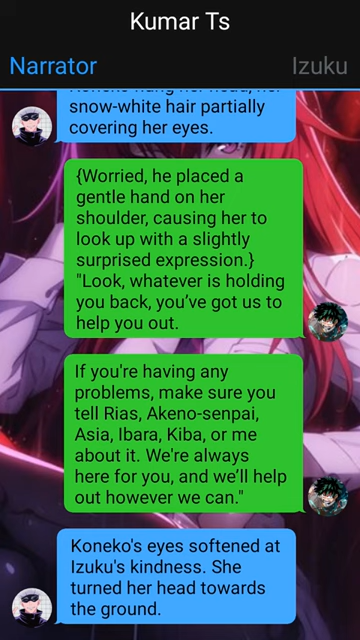 Kumar Ts
Narrator
Izuku
snow-white hair partially
covering her eyes.
{Worried, he placed a
gentle hand on her
shoulder, causing her to
look up with a slightly
surprised expression.}
"Look, whatever is holding
you back, you’ve got us to
help you out.
If you're having any
problems, make sure you
tell Rias, Akeno-senpai,
Asia, Ibara, Kiba, or me
about it. We're always
here for you, and we’ll help
out however we can."
Koneko's eyes softened at
Izuku's kindness. She
turned her head towards
the ground.